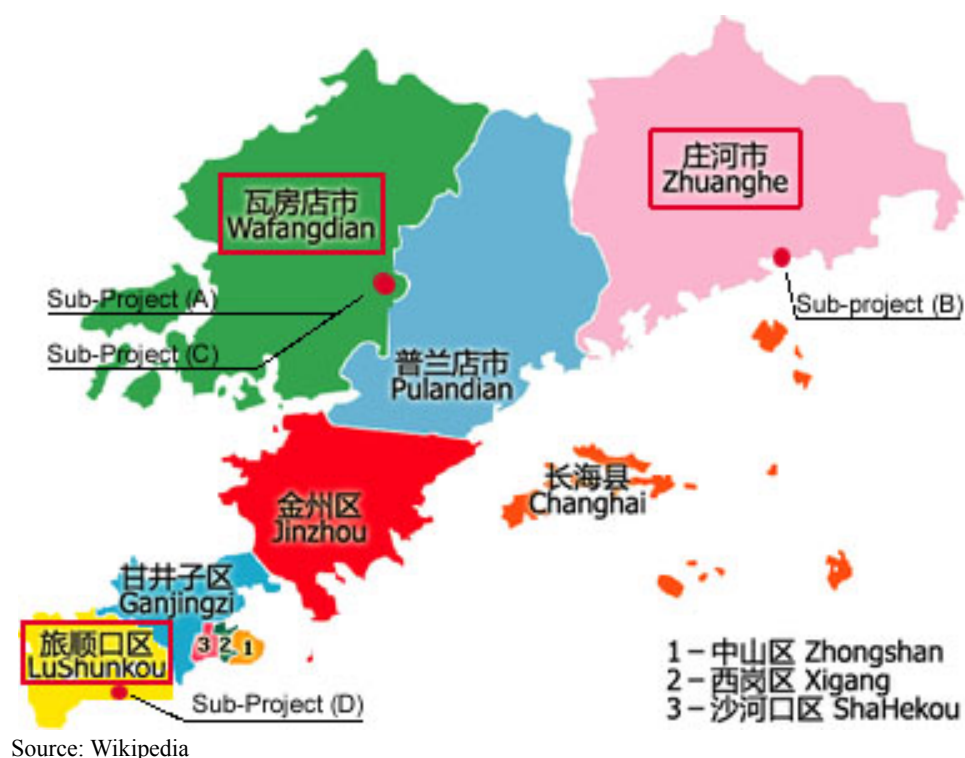 庄河市
Zhuanghe
瓦房店市
Wafangdian
Sub-Project (A)
Sub-project (B)
Sub-Project (C)
普兰店市
Pulandian
长海县
Changhai
金州区
Jinzhou
甘井子区
Ganjingzi
旅顺口区
LuShunkou
3 2 1
Sub-Project (D)
1－中山区 Zhongshan
2－西岗区 Xigang
3－沙河口区 ShaHekou
Source: Wikipedia